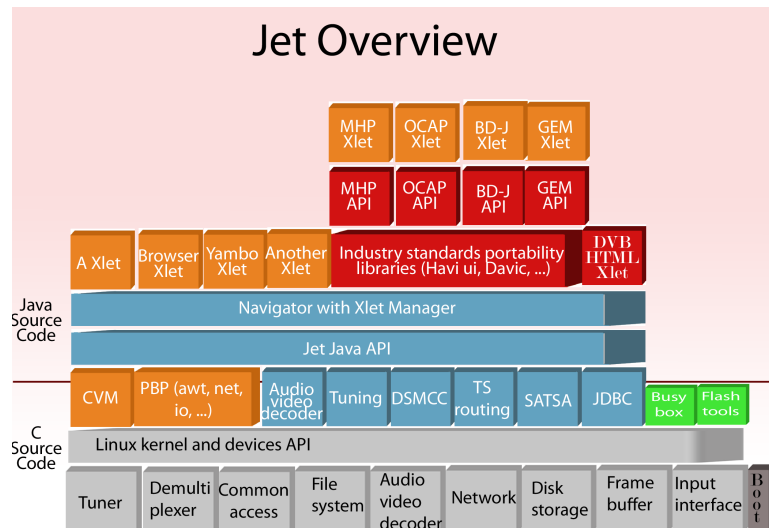 Jet Overview
MHP
Xlet
OCAP
Xlet
BD-J
Xlet
GEM
Xlet
MHP
API
OCAP
API
BD-J
API
GEM
API
A Xlet
Browser
Xlet
Yambo
Xlet
Another
Xlet
Industry standards portability
libraries (Havi ui, Davic, ...)
DVB
HTML
Xlet
Java
Source
Code
Navigator with Xlet Manager
Jet Java API
CVM
PBP (awt, net,
io, ...)
Audio
video
decoder
Tuning
DSMCC
TS
routing
SATSA
JDBC
Busy
box
Flash
tools
C
Source
Code
Linux kernel and devices API
Tuner
Demulti
plexer
Common
access
File
system
Audio
video
decoder
Network
Disk
storage
Frame
buffer
Input
interface
Boot